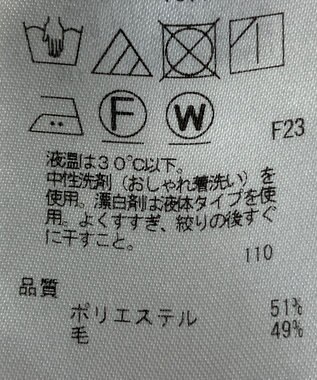 F
W
F23
液温は30℃以下。
中性洗剤（おしゃれ着洗い）を
使用。漂白剤は液体タイプを使
用。よくすすぎ、絞りの後すぐ
に干すこと。
110
品質
ポリエステル 51%
毛 49%